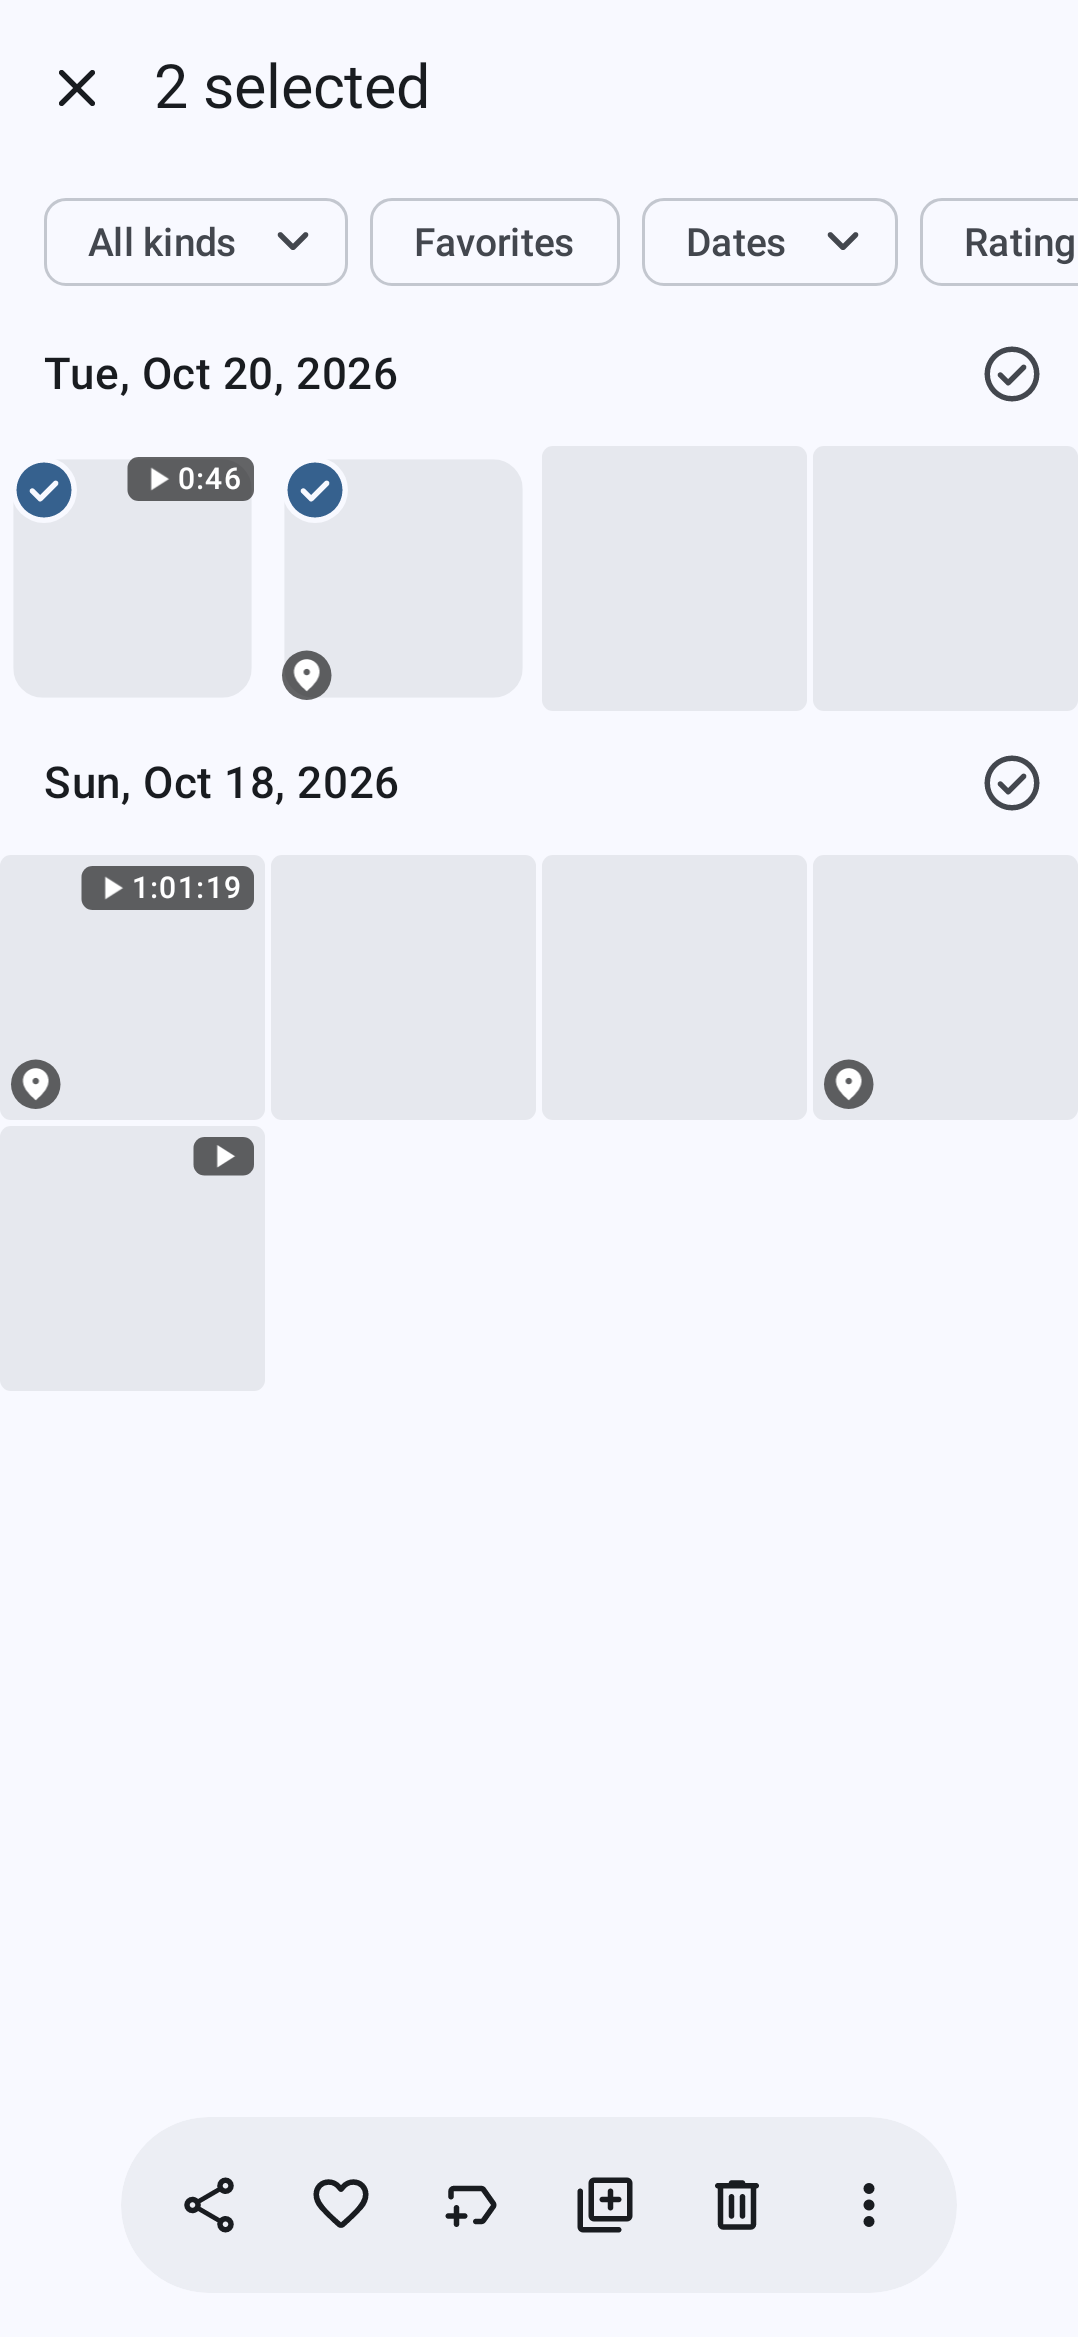 2 selected
All kinds
Favorites
Dates
Rating
Tue, Oct 20, 2026
0:46
Sun, Oct 18, 2026
1:01:19